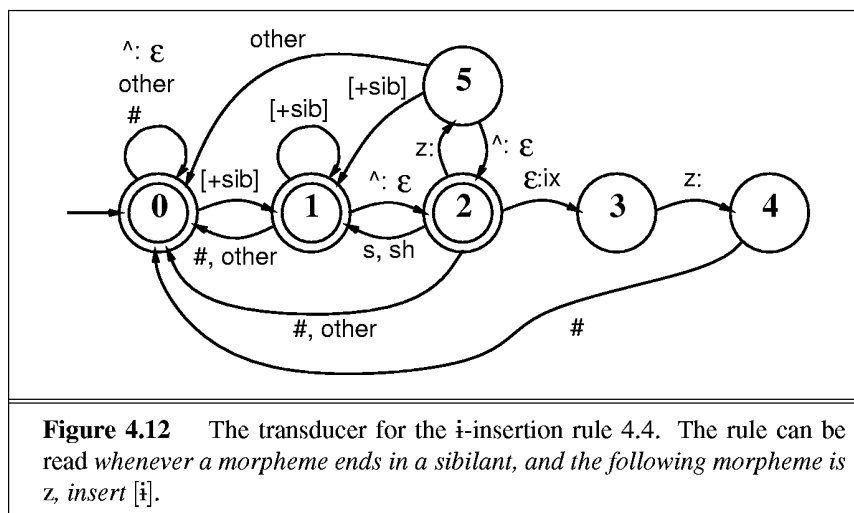 ^: ε
other
#
other
[+sib]
[+sib]
5
z:
^: ε
[+sib]
^: ε
ε:ix
z:
0
1
2
3
4
#, other
s, sh
#, other
#
Figure 4.12 The transducer for the ɨ-insertion rule 4.4. The rule can be
read whenever a morpheme ends in a sibilant, and the following morpheme is
z, insert [ɨ].